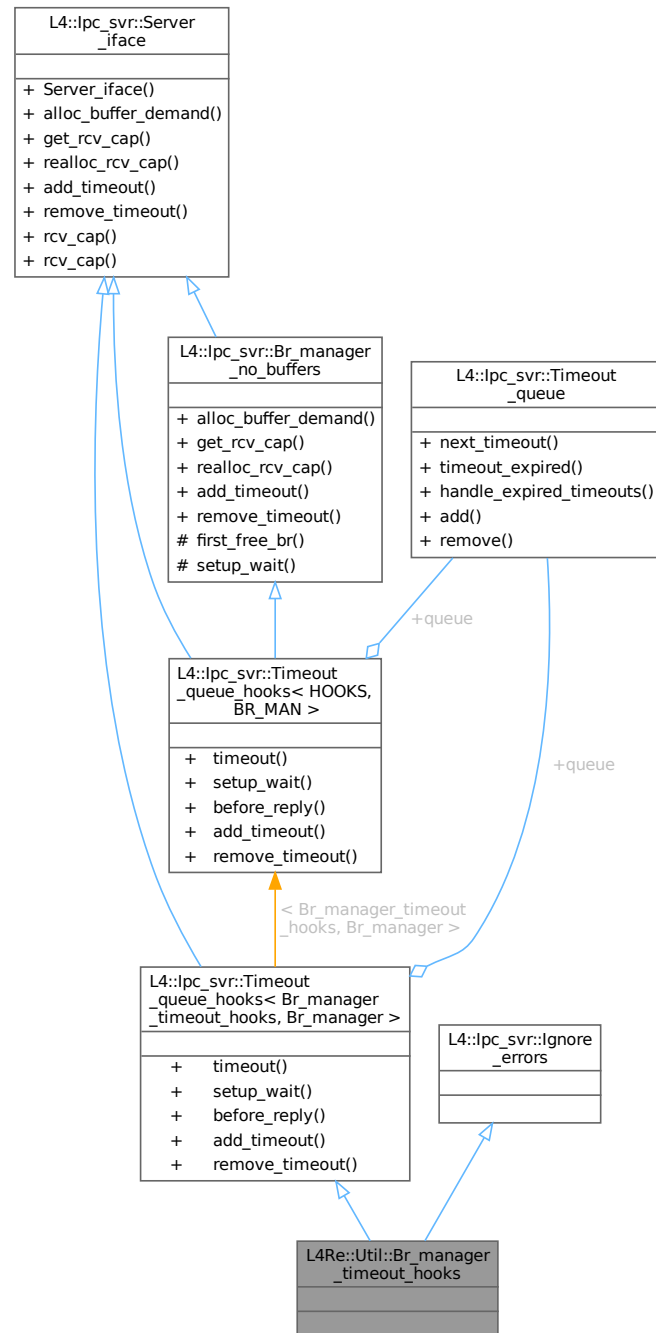 L4::Ipc_svr::Server
_iface
+ Server_iface()
+ alloc_buffer_demand()
+ get_rcv_cap()
+ realloc_rcv_cap()
+ add_timeout()
+ remove_timeout()
+ rcv_cap()
+ rcv_cap()
L4::Ipc_svr::Br_manager
_no_buffers
+ alloc_buffer_demand()
+ get_rcv_cap()
+ realloc_rcv_cap()
+ add_timeout()
+ remove_timeout()
# first_free_br()
# setup_wait()
L4::Ipc_svr::Timeout
_queue
+ next_timeout()
+ timeout_expired()
+ handle_expired_timeouts()
+ add()
+ remove()
+queue
L4::Ipc_svr::Timeout
_queue_hooks< HOOKS,
BR_MAN >
+ timeout()
+ setup_wait()
+ before_reply()
+ add_timeout()
+ remove_timeout()
+queue
< Br_manager_timeout
_hooks, Br_manager >
L4::Ipc_svr::Timeout
_queue_hooks< Br_manager
_timeout_hooks, Br_manager >
+ timeout()
+ setup_wait()
+ before_reply()
+ add_timeout()
+ remove_timeout()
L4::Ipc_svr::Ignore
_errors
L4Re::Util::Br_manager
_timeout_hooks